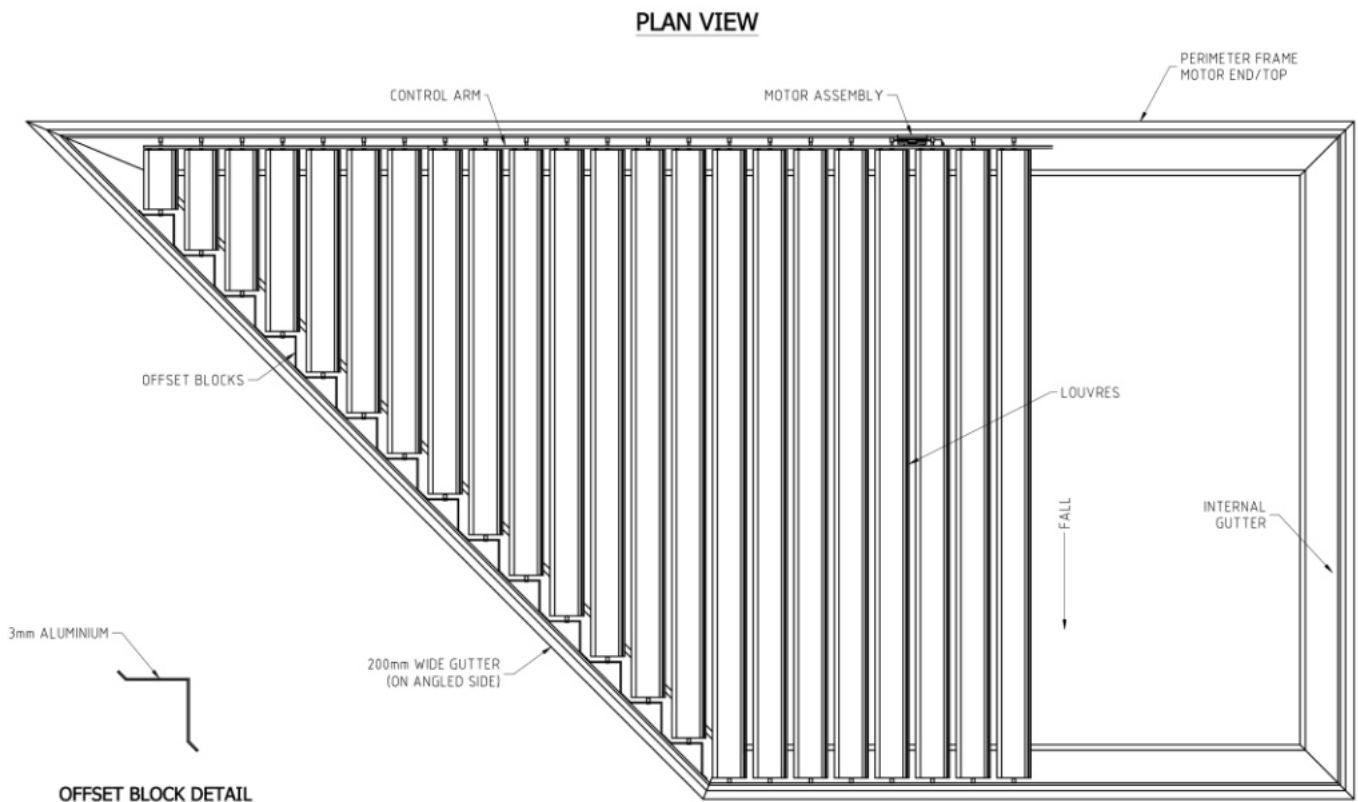 PLAN VIEW
PERIMETER FRAME
MOTOR END/TOP
CONTROL ARM
MOTOR ASSEMBLY
OFFSET BLOCKS
LOUVRES
FALL
INTERNAL
GUTTER
3mm ALUMINIUM
200mm WIDE GUTTER
(ON ANGLED SIDE)
OFFSET BLOCK DETAIL